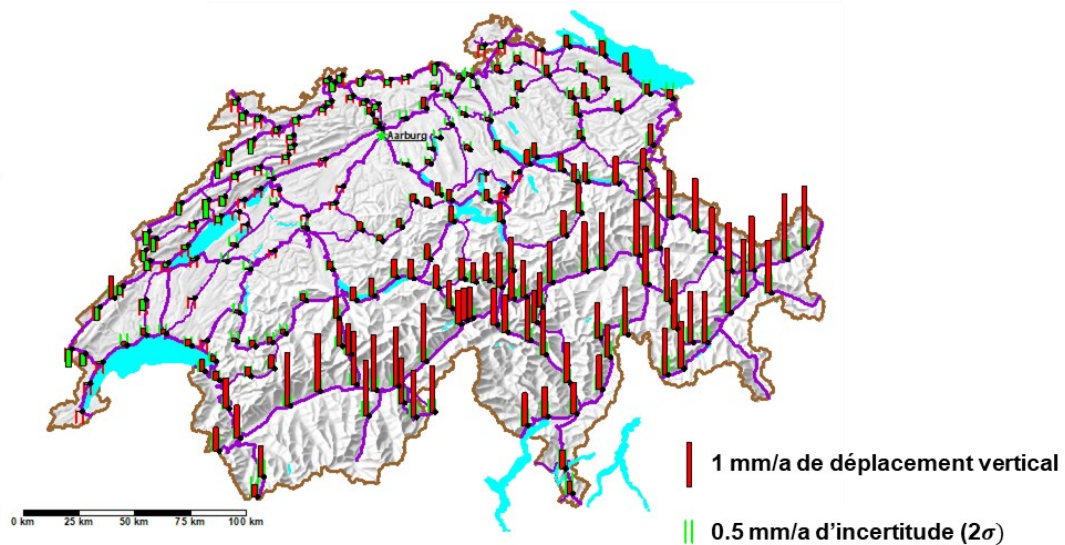 Aarburg
1 mm/a de déplacement vertical
0 km 25 km 50 km 75 km 100 km
0.5 mm/a d'incertitude (2σ)